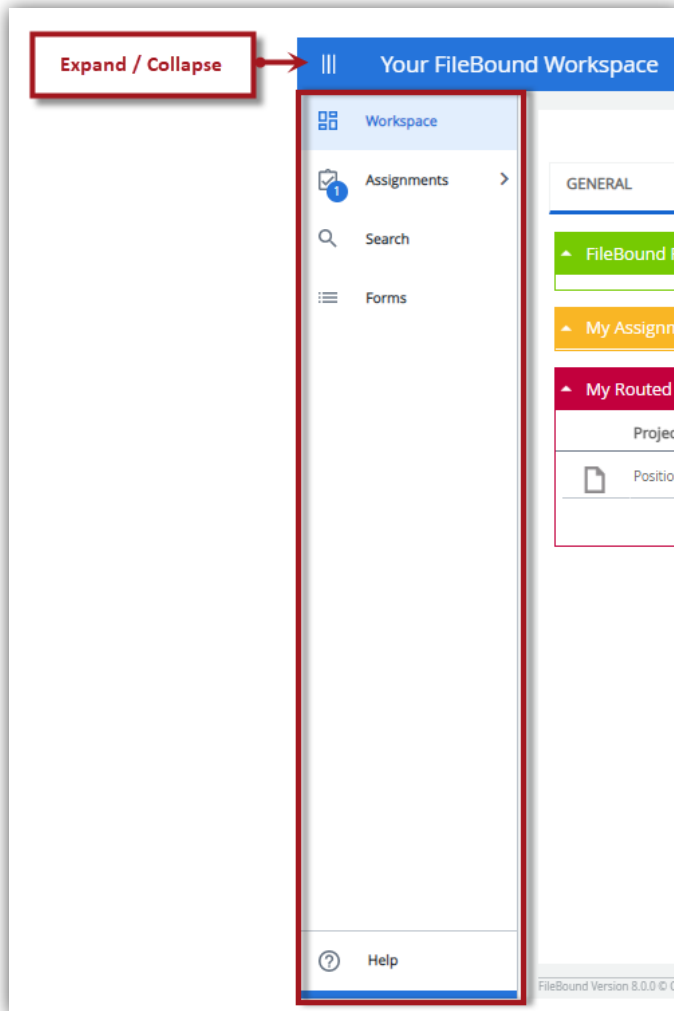 Expand / Collapse
Your FileBound Workspace
Workspace
Assignments
1
Search
Forms
Help
GENERAL
FileBound
My Assignm
My Routed
Projec
Positio
FileBound Version 8.0.0 ©